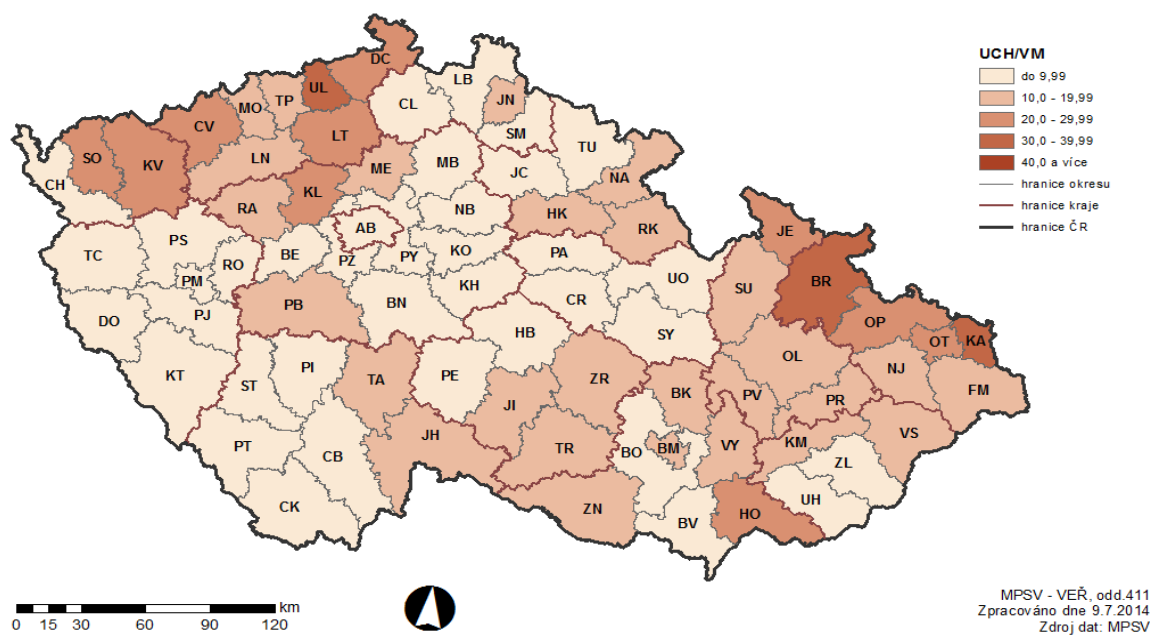 DC
LB
UL
TP
MO
CL
JN
CV
LT
SM
TU
SO
KV
LN
ME
MB
JC
NA
CH
KL
RA
NB
HK
RK
AB
PS
BE
PZ
PY
KO
PA
JE
TC
RO
PM
KH
UO
SU
BR
PB
BN
CR
DO
PJ
HB
SY
OP
OT
KA
KT
PI
ST
TA
PE
ZR
OL
NJ
FM
JI
BK
PV
PR
PT
JH
TR
BO
BM
VY
KM
VS
CB
ZL
CK
ZN
BV
HO
UH
UCH/VM
do 9,99
10,0 - 19,99
20,0 - 29,99
30,0 - 39,99
40,0 a více
hranice okresu
hranice kraje
hranice ČR
km
0 15 30 60 90 120
MPSV - VEŘ, odd.411
Zpracováno dne 9.7.2014
Zdroj dat: MPSV